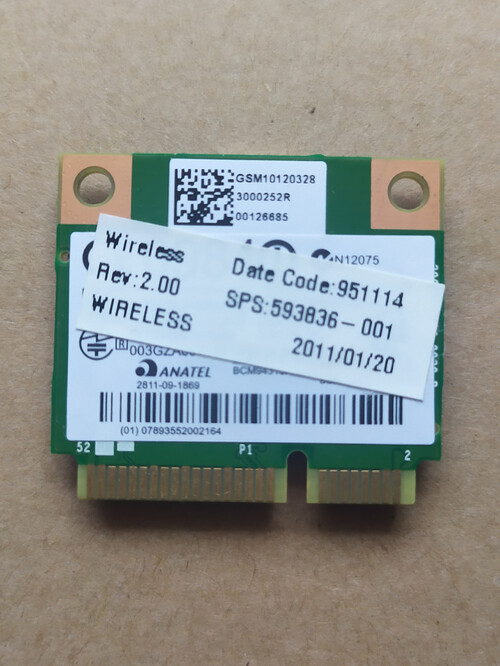 GSM10120328
3000252R
00126685
N12075
Wireless
Date Code:951114
Rev:2.00
SPS:593836-001
WIRELESS
2011/01/20
R
ANATEL
2811-09-1869
(01) 07893552002164
52
P1
2